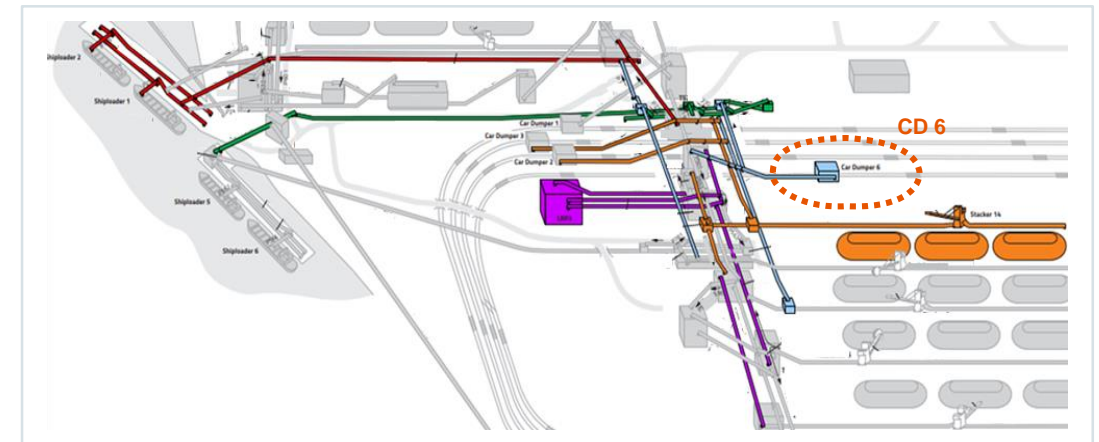 Shiploader 2
Shiploader 1
Car Dumper 1
Car Dumper 3
Car Dumper 2
CD 6
Car Dumper 6
Shiploader 5
Stacker 14
Shiploader 6